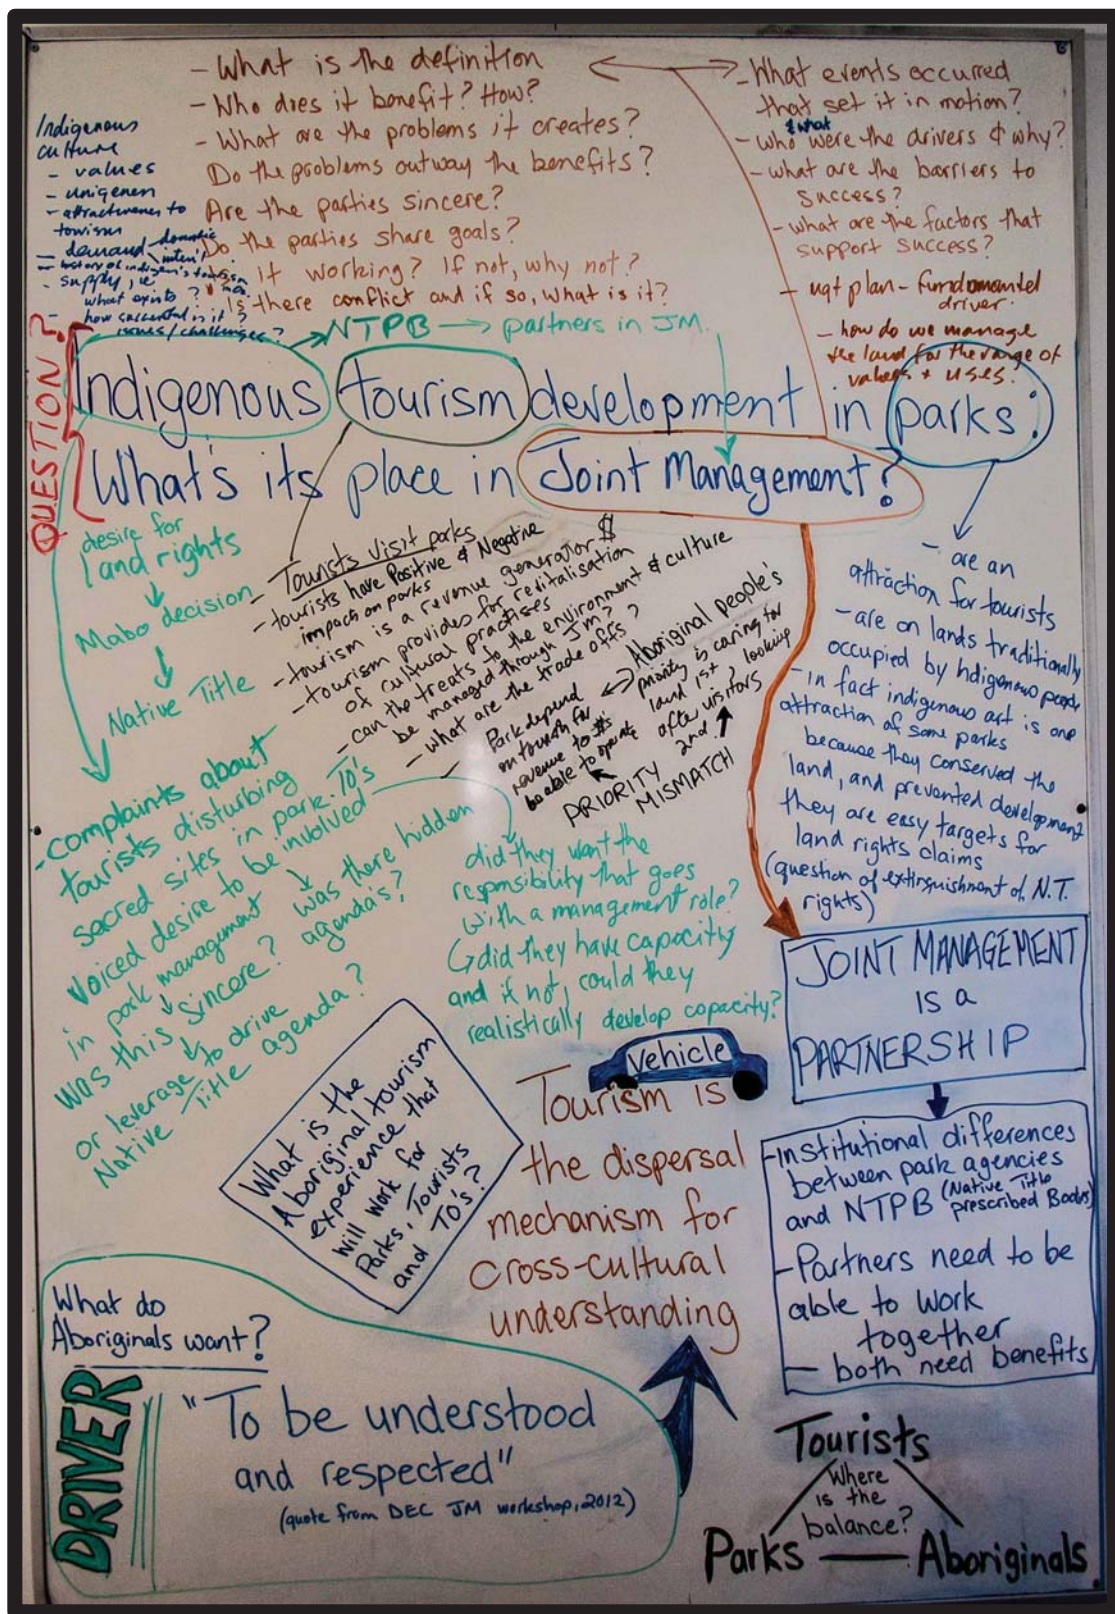 - What is the definition
- Who does it benefit? How?
- What are the problems it creates?
Do the problems outway the benefits?
Are the parties sincere?
Do the parties share goals?
it working? If not, why not?
Is there conflict and if so, what is it?
- What events occurred
that set it in motion?
- who & what were the drivers & why?
- what are the barriers to
success?
- what are the factors that
support success?
- mgt plan - fundamental
driver.
- how do we manage
the land for the range of
values + uses.
Indigenous
culture
- values
- attractiveness to
tourism
- demand - domestic
- history of indigen's tourism
- supply, ie
what exists?
- how successful is it?
issues/challenges?
NTPB → partners in JM.
QUESTION?
Indigenous tourism development in parks:
What's its place in Joint Management?
desire for
land rights
Mabo decision
Native Title
- complaints about
tourists disturbing
sacred sites in park. TO's
voiced desire to be involved
in park management
was this sincere?
or leverage to drive
Native Title agenda?
was there hidden
agenda's?
- Tourists visit parks
- tourists have Positive & Negative
impact on parks
- tourism is a revenue generator $
- tourism provides for revitalisation
of cultural practises
- can the treats to the environment & culture
be managed through JM?
- what are the trade offs?
- Park depend
on tourism for
revenue to $$'s
be able to operate
Aboriginal people's
priority is caring for
land 1st, looking
after visitors
2nd.
PRIORITY
MISMATCH
did they want the
responsibility that goes
with a management role?
did they have capacity
and if not, could they
realistically develop capacity?
- are an
attraction for tourists
- are on lands traditionally
occupied by Indigenous people
- in fact indigenous art is one
attraction of some parks
because they conserved the
land, and prevented development
they are easy targets for
land rights claims
(question of extinguishment of N.T.
rights)
JOINT MANAGEMENT
IS A
PARTNERSHIP
- Institutional differences
between park agencies
and NTPB (Native Title
prescribed Bodies)
- Partners need to be
able to work
together
- both need benefits
What is the
Aboriginal tourism
experience that
will work for
Parks, Tourists
and TO's?
vehicle
Tourism is
the dispersal
mechanism for
cross-cultural
understanding
What do
Aboriginals want?
DRIVER
"To be understood
and respected"
(quote from DEC JM workshop, 2012)
Tourists
Where
is the
balance?
Parks — Aboriginals